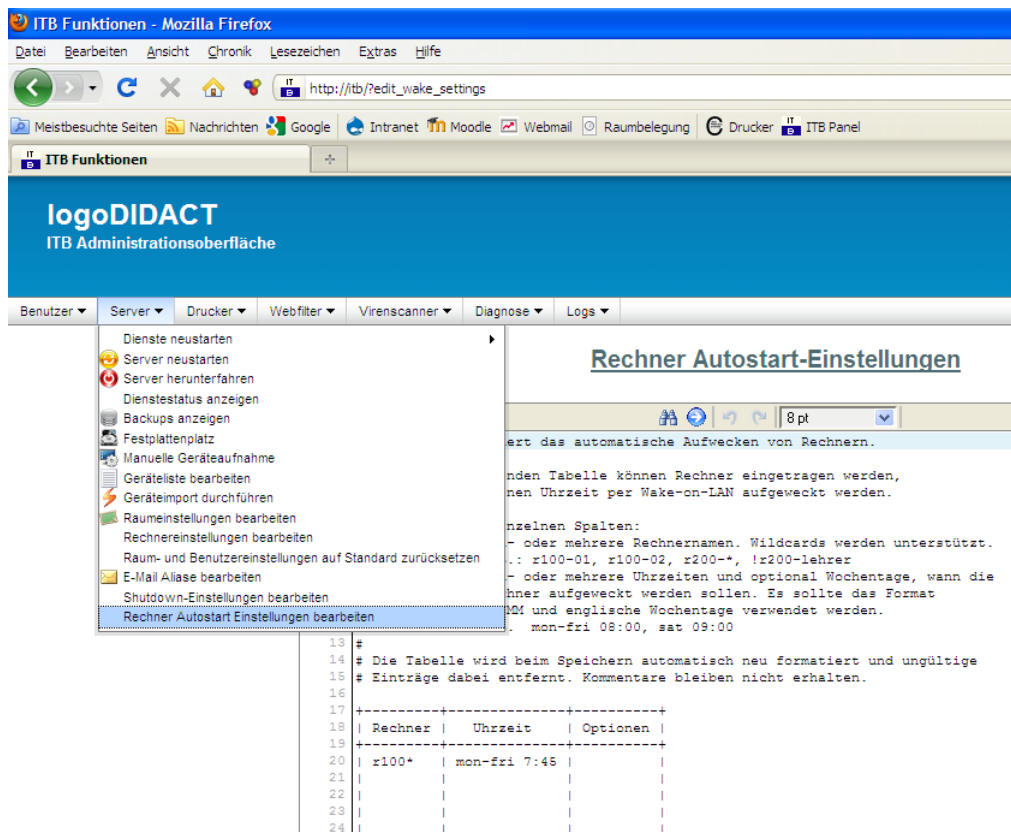 ITB Funktionen - Mozilla Firefox
Datei Bearbeiten Ansicht Chronik Lesezeichen Extras Hilfe
http://itb/?edit_wake_settings
Meistbesuchte Seiten Nachrichten Google Intranet Moodle Webmail Raumbelegung Drucker ITB Panel
ITB Funktionen
logoDIDACT
ITB Administrationsoberfläche
Benutzer Server Drucker Webfilter Virenscanner Diagnose Logs
Dienste neustarten
Server neustarten
Server herunterfahren
Dienstestatus anzeigen
Backups anzeigen
Festplattenplatz
Manuelle Geräteaufnahme
Geräteliste bearbeiten
Geräteimport durchführen
Raumeinstellungen bearbeiten
Rechnereinstellungen bearbeiten
Raum- und Benutzereinstellungen auf Standard zurücksetzen
E-Mail Aliase bearbeiten
Shutdown-Einstellungen bearbeiten
Rechner Autostart Einstellungen bearbeiten
Rechner Autostart-Einstellungen
8 pt
ert das automatische Aufwecken von Rechnern.
nden Tabelle können Rechner eingetragen werden,
nen Uhrzeit per Wake-on-LAN aufgeweckt werden.
nzelnen Spalten:
- oder mehrere Rechnernamen. Wildcards werden unterstützt.
.: r100-01, r100-02, r200-*, !r200-lehrer
- oder mehrere Uhrzeiten und optional Wochentage, wann die
hner aufgeweckt werden sollen. Es sollte das Format
MM und englische Wochentage verwendet werden.
. mon-fri 08:00, sat 09:00
13 #
14 # Die Tabelle wird beim Speichern automatisch neu formatiert und ungültige
15 # Einträge dabei entfernt. Kommentare bleiben nicht erhalten.
16
17 +---------+--------------+----------+
18 | Rechner | Uhrzeit | Optionen |
19 +---------+--------------+----------+
20 | r100* | mon-fri 7:45 | |
21 | | | |
22 | | | |
23 | | | |
24 | | | |